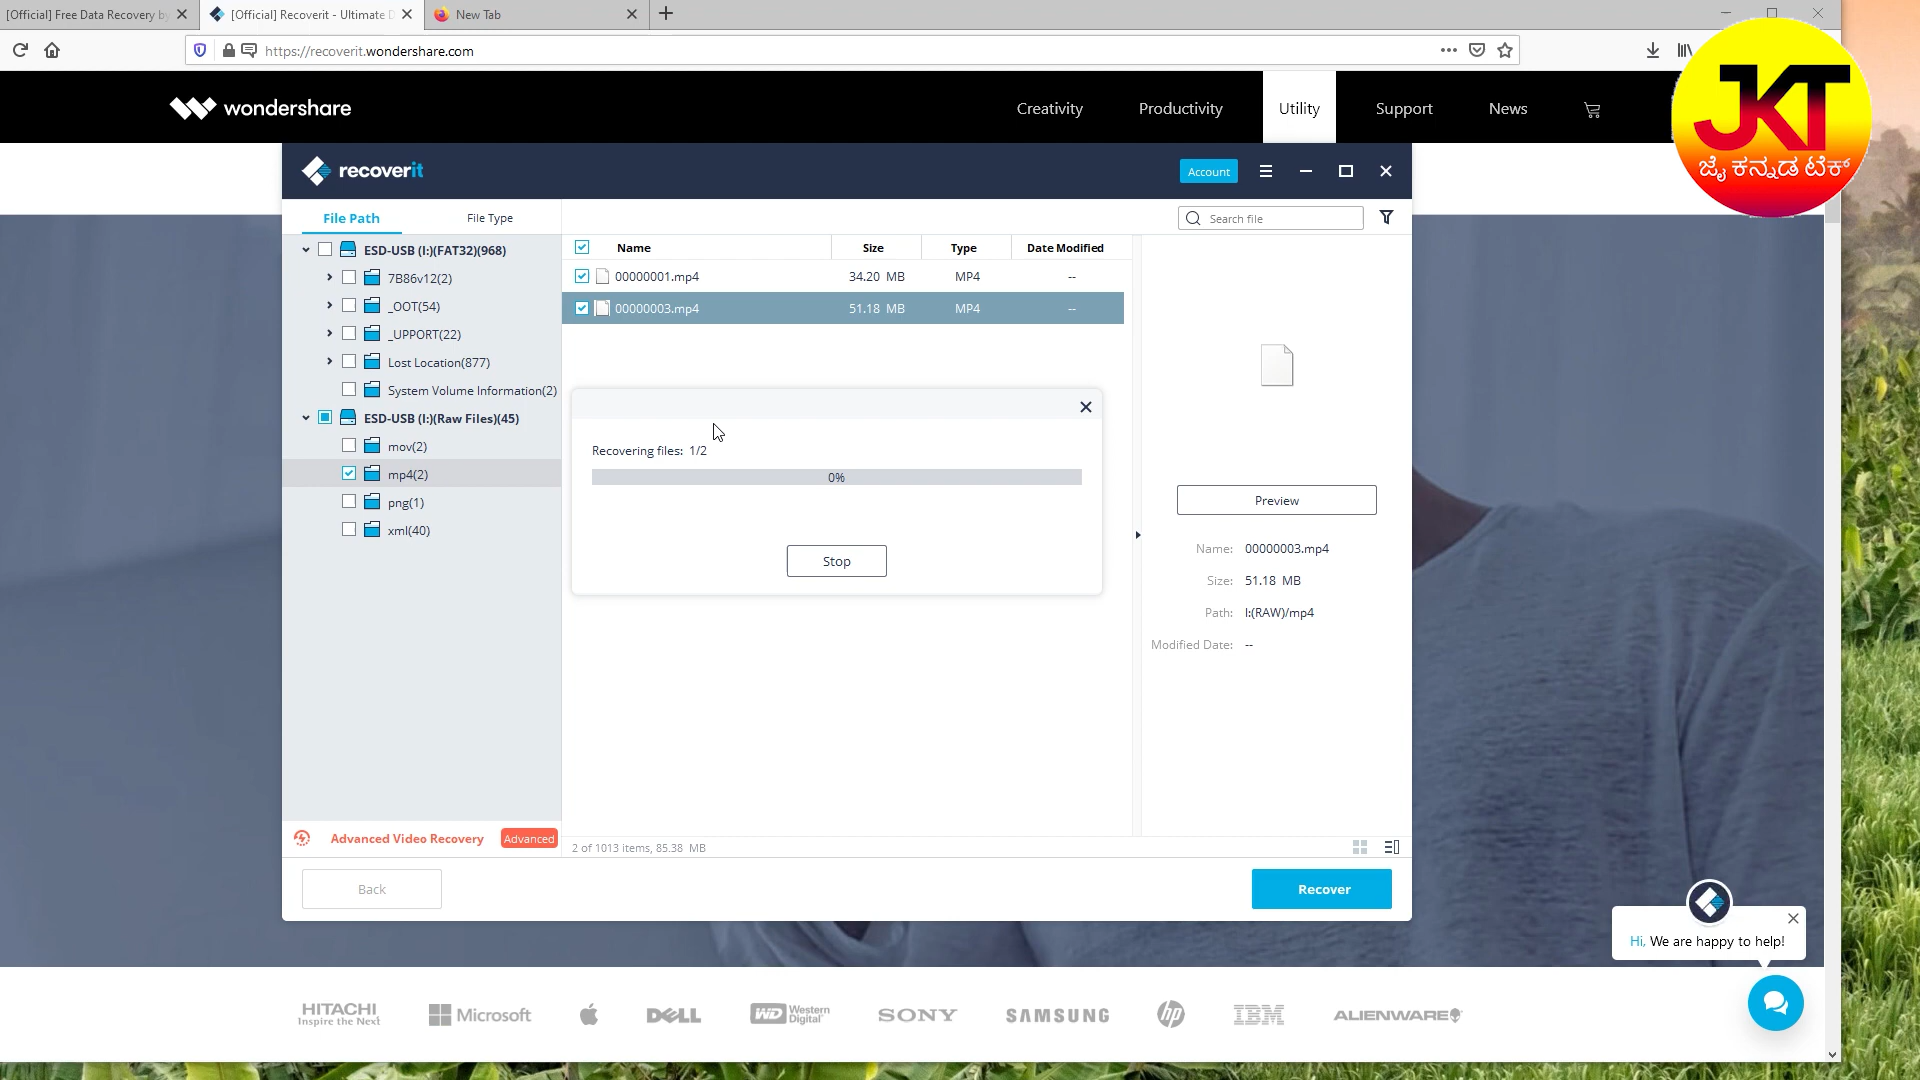 [Official] Free Data Recovery by
[Official] Recoverit - Ultimate D
New Tab
https://recoverit.wondershare.com
wondershare
Creativity
Productivity
Utility
Support
News
JKT
ಜೈ ಕನ್ನಡ ಟೆಕ್
recoverit
Account
File Path
File Type
Search file
ESD-USB (I:)(FAT32)(968)
7B86v12(2)
_OOT(54)
_UPPORT(22)
Lost Location(877)
System Volume Information(2)
ESD-USB (I:)(Raw Files)(45)
mov(2)
mp4(2)
png(1)
xml(40)
Name Size Type Date Modified
00000001.mp4 34.20 MB MP4 --
00000003.mp4 51.18 MB MP4 --
Recovering files: 1/2
0%
Stop
Preview
Name: 00000003.mp4
Size: 51.18 MB
Path: I:(RAW)/mp4
Modified Date: --
Advanced Video Recovery Advanced
2 of 1013 items, 85.38 MB
Back
Recover
Hi, We are happy to help!
HITACHI
Inspire the Next
Microsoft
DELL
WD Western
Digital
SONY
SAMSUNG
hp
IBM
ALIENWARE